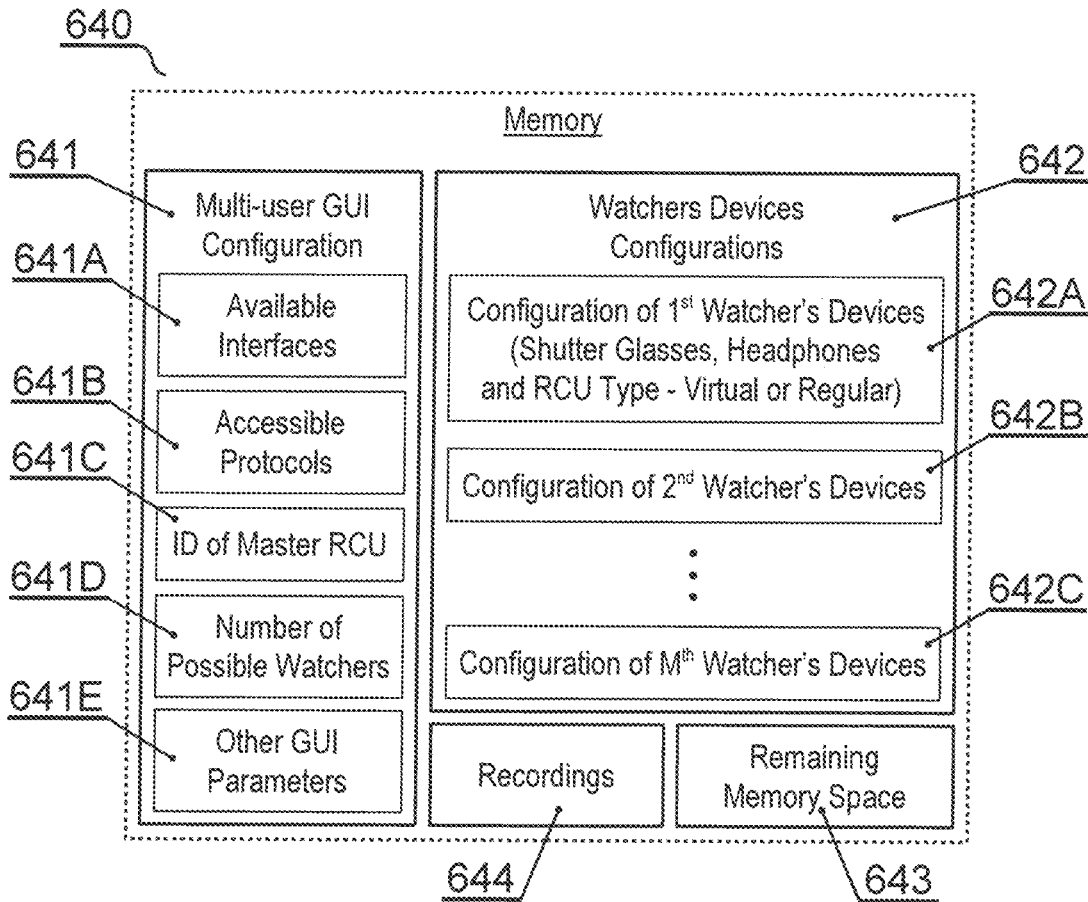 640
Memory
641
Multi-user GUI
Configuration
641A
Available
Interfaces
641B
Accessible
Protocols
641C
ID of Master RCU
641D
Number of
Possible Watchers
641E
Other GUI
Parameters
642
Watchers Devices
Configurations
642A
Configuration of 1st Watcher's Devices
(Shutter Glasses, Headphones
and RCU Type - Virtual or Regular)
642B
Configuration of 2nd Watcher's Devices
642C
Configuration of Mth Watcher's Devices
Recordings
Remaining
Memory Space
644
643